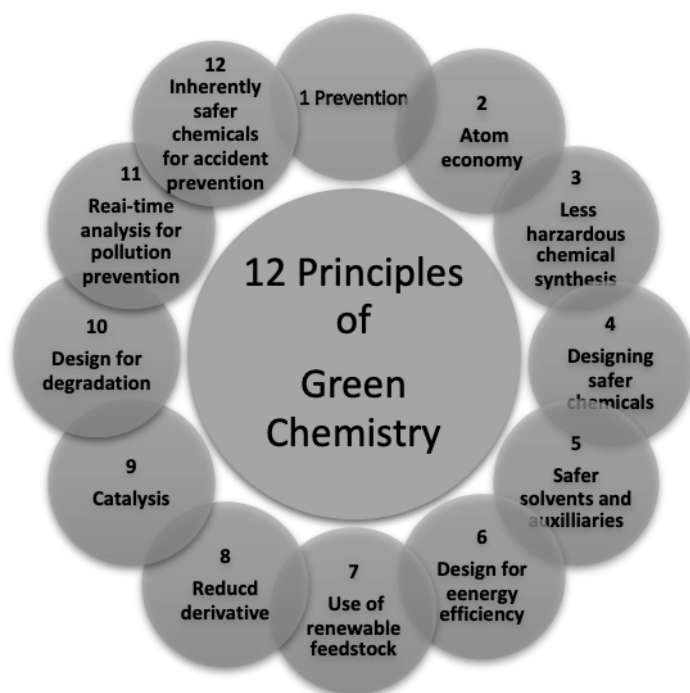 12 Principles
of
Green
Chemistry
1 Prevention
2
Atom
economy
3
Less
harzardous
chemical
synthesis
4
Designing
safer
chemicals
5
Safer
solvents and
auxilliaries
6
Design for
eenergy
efficiency
7
Use of
renewable
feedstock
8
Reducd
derivative
9
Catalysis
10
Design for
degradation
11
Reai-time
analysis for
pollution
prevention
12
Inherently
safer
chemicals
for accident
prevention